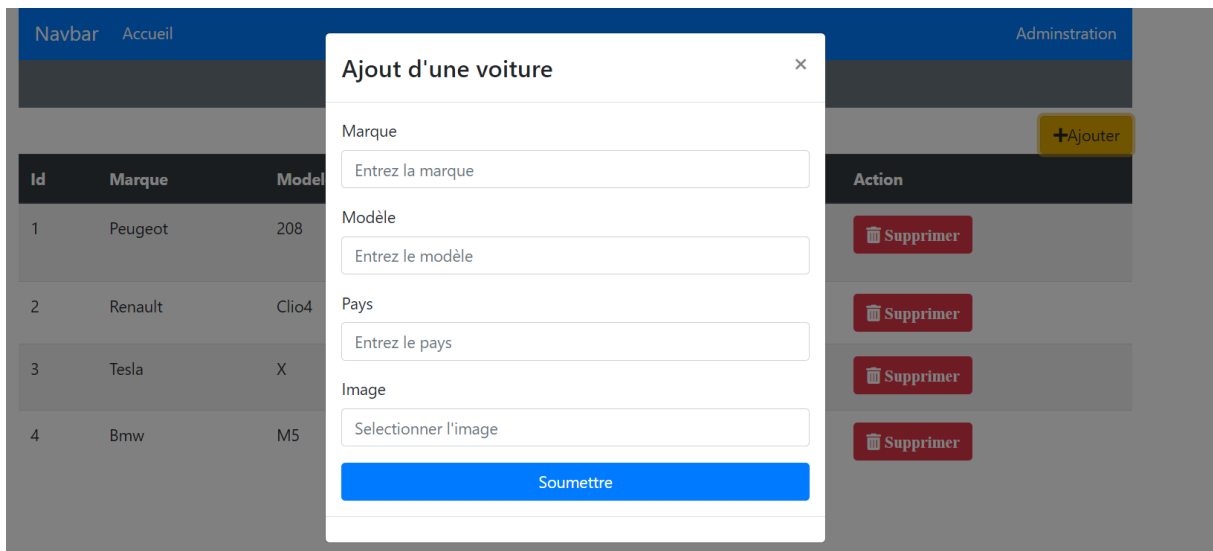 Navbar Accueil Adminstration
Ajout d'une voiture ×
+Ajouter
Id Marque Model Action
1 Peugeot 208 Supprimer
2 Renault Clio4 Supprimer
3 Tesla X Supprimer
4 Bmw M5 Supprimer
Marque
Entrez la marque
Modèle
Entrez le modèle
Pays
Entrez le pays
Image
Selectionner l'image
Soumettre